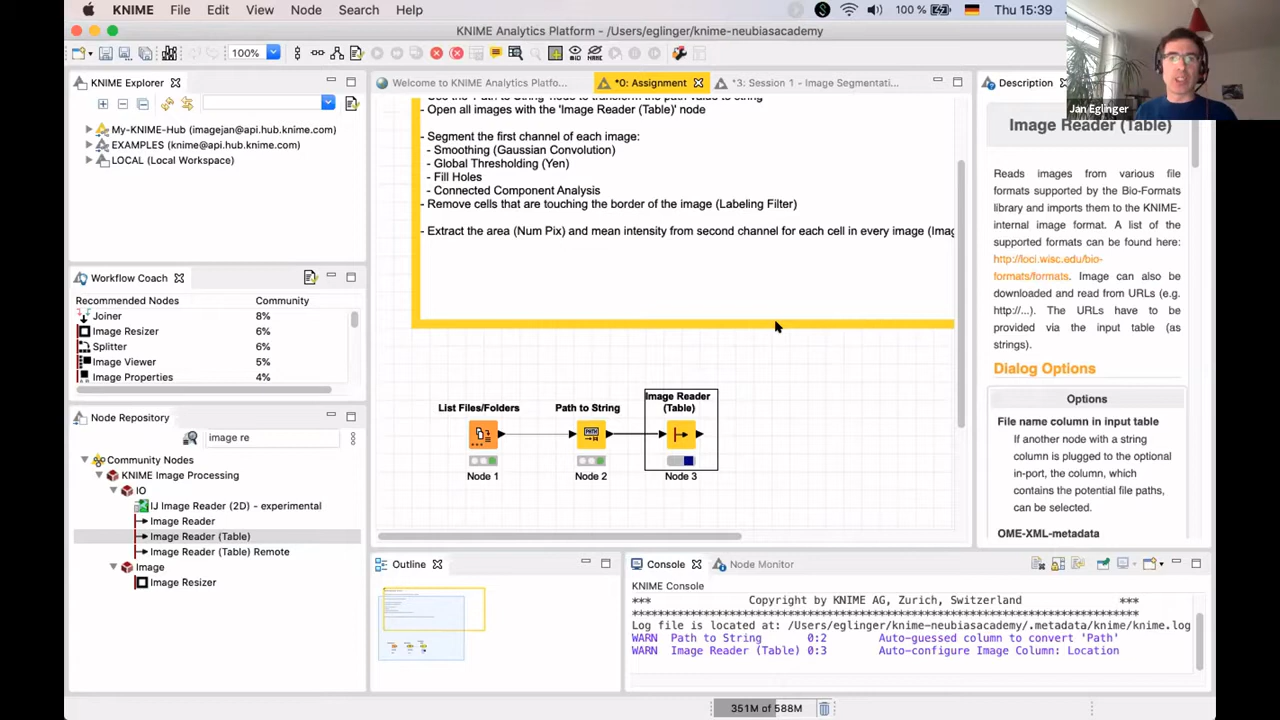 KNIME File Edit View Node Search Help
100 % Thu 15:39
KNIME Analytics Platform - /Users/eglinger/knime-neubiasacademy
100%
KNIME Explorer
My-KNIME-Hub (imagejan@api.hub.knime.com)
EXAMPLES (knime@api.hub.knime.com)
LOCAL (Local Workspace)
Workflow Coach
Recommended Nodes Community
Joiner 8%
Image Resizer 6%
Splitter 6%
Image Viewer 5%
Image Properties 4%
Node Repository
image re
Community Nodes
KNIME Image Processing
IO
IJ Image Reader (2D) - experimental
Image Reader
Image Reader (Table)
Image Reader (Table) Remote
Image
Image Resizer
Welcome to KNIME Analytics Platfo...
*0: Assignment
*3: Session 1 - Image Segmentati...
- Use the 'Path to String' node to transform the path value to string
- Open all images with the 'Image Reader (Table)' node
- Segment the first channel of each image:
- Smoothing (Gaussian Convolution)
- Global Thresholding (Yen)
- Fill Holes
- Connected Component Analysis
- Remove cells that are touching the border of the image (Labeling Filter)
- Extract the area (Num Pix) and mean intensity from second channel for each cell in every image (Imag
List Files/Folders
Node 1
Path to String
PATH
Node 2
Image Reader
(Table)
Node 3
Outline
Console
Node Monitor
KNIME Console
*** Copyright by KNIME AG, Zurich, Switzerland ***
Log file is located at: /Users/eglinger/knime-neubiasacademy/.metadata/knime/knime.log
WARN Path to String 0:2 Auto-guessed column to convert 'Path'
WARN Image Reader (Table) 0:3 Auto-configure Image Column: Location
351M of 588M
Description
Jan Eglinger
Image Reader (Table)
Reads images from various file
formats supported by the Bio-Formats
library and imports them to the KNIME-
internal image format. A list of the
supported formats can be found here:
http://loci.wisc.edu/bio-
formats/formats. Image can also be
downloaded and read from URLs (e.g.
http://...). The URLs have to be
provided via the input table (as
strings).
Dialog Options
Options
File name column in input table
If another node with a string
column is plugged to the optional
in-port, the column, which
contains the potential file paths,
can be selected.
OME-XML-metadata